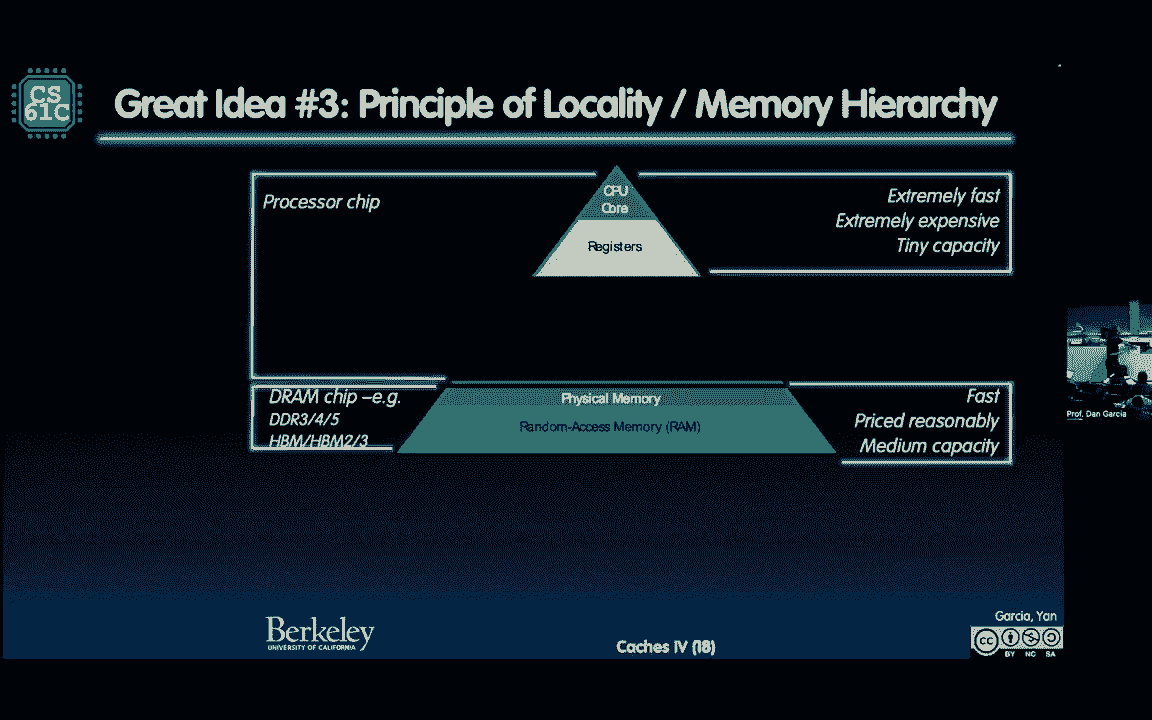 CS
61C
Great Idea #3: Principle of Locality / Memory Hierarchy
Processor chip
CPU
Core
Registers
Extremely fast
Extremely expensive
Tiny capacity
DRAM chip –e.g.
DDR3/4/5
HBM/HBM2/3
Physical Memory
Random-Access Memory (RAM)
Fast
Priced reasonably
Medium capacity
Prof. Dan Garcia
Berkeley
UNIVERSITY OF CALIFORNIA
Caches IV (18)
Garcia, Yan
cc
BY NC SA